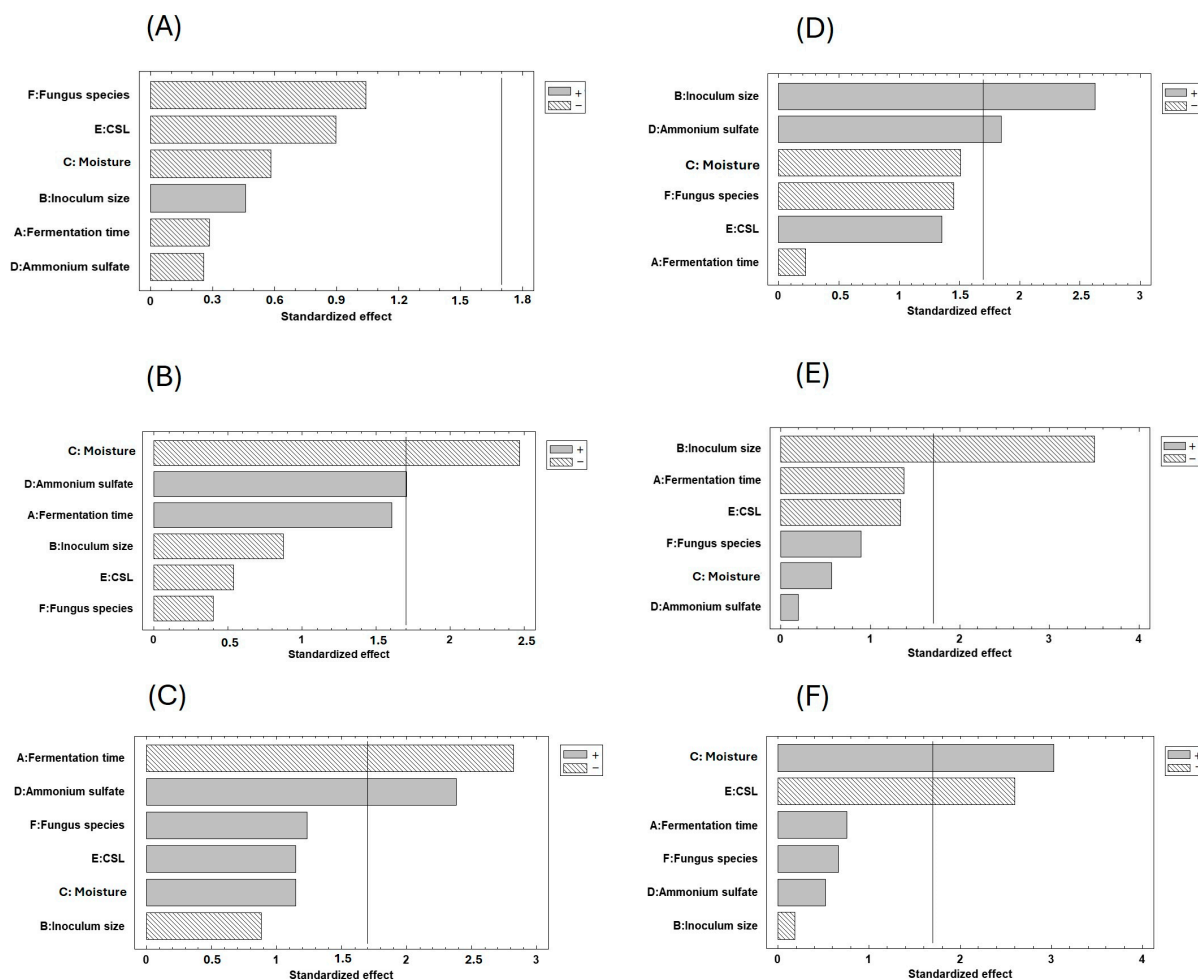 (A)
F:Fungus species
E:CSL
C: Moisture
B:Inoculum size
A:Fermentation time
D:Ammonium sulfate
0 0.3 0.6 0.9 1.2 1.5 1.8
Standardized effect
+
−
(B)
C: Moisture
D:Ammonium sulfate
A:Fermentation time
B:Inoculum size
E:CSL
F:Fungus species
0 0.5 1 1.5 2 2.5
Standardized effect
+
−
(C)
A:Fermentation time
D:Ammonium sulfate
F:Fungus species
E:CSL
C: Moisture
B:Inoculum size
0 0.5 1 1.5 2 2.5 3
Standardized effect
+
−
(D)
B:Inoculum size
D:Ammonium sulfate
C: Moisture
F:Fungus species
E:CSL
A:Fermentation time
0 0.5 1 1.5 2 2.5 3
Standardized effect
+
−
(E)
B:Inoculum size
A:Fermentation time
E:CSL
F:Fungus species
C: Moisture
D:Ammonium sulfate
0 1 2 3 4
Standardized effect
+
−
(F)
C: Moisture
E:CSL
A:Fermentation time
F:Fungus species
D:Ammonium sulfate
B:Inoculum size
0 1 2 3 4
Standardized effect
+
−